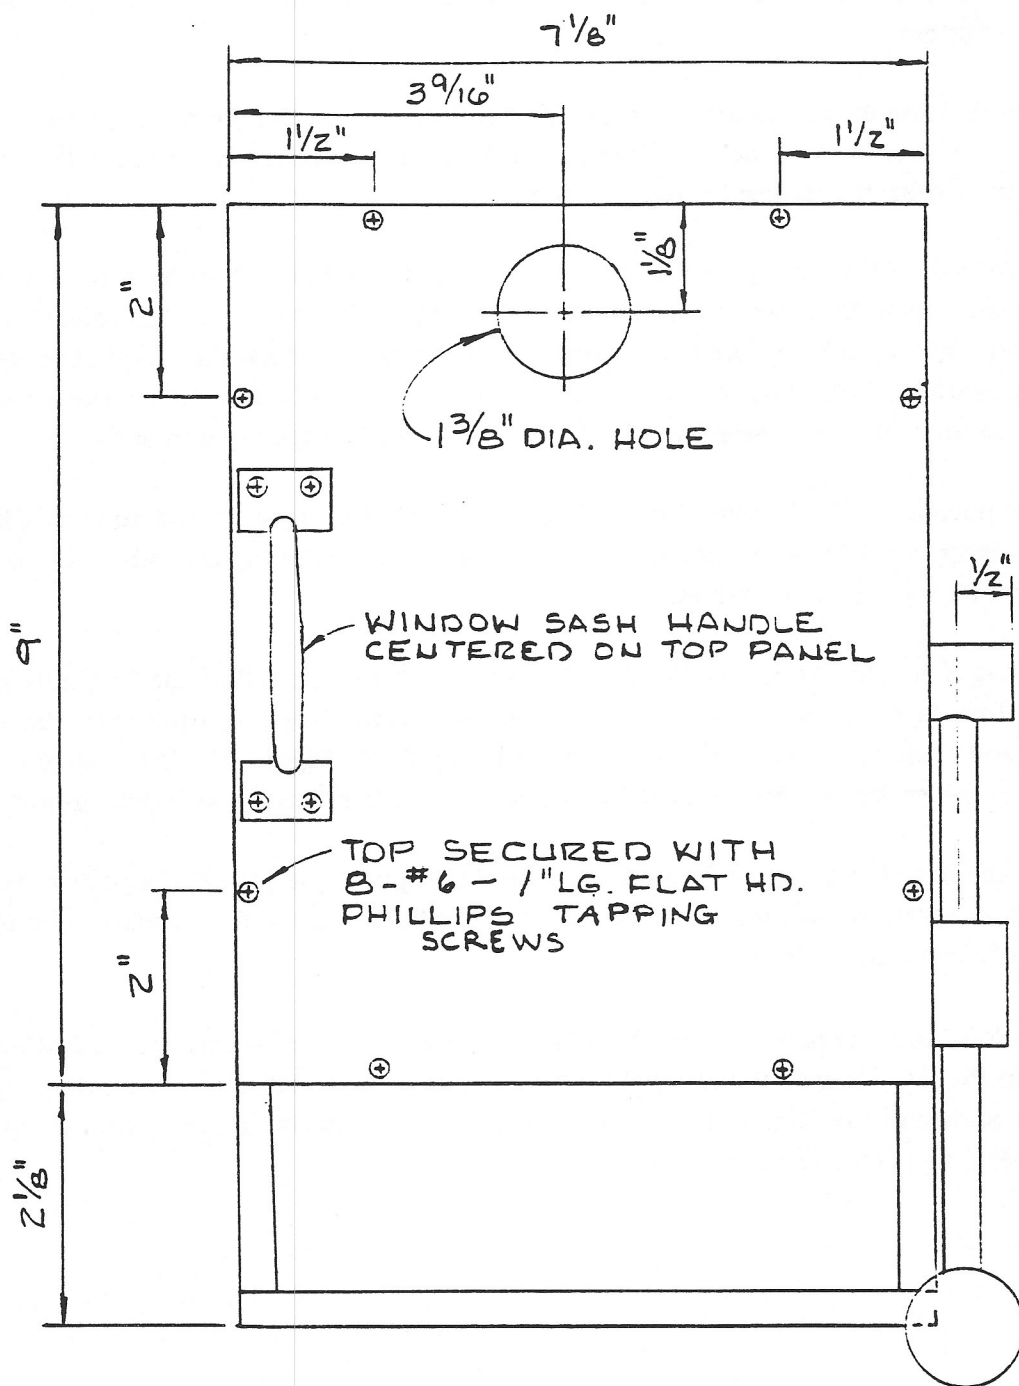 7 1/8"
3 9/16"
1 1/2"
1 1/2"
2"
1 1/8"
1 3/8" DIA. HOLE
1/2"
WINDOW SASH HANDLE
CENTERED ON TOP PANEL
9"
TOP SECURED WITH
8-#6-1" LG. FLAT HD.
PHILLIPS TAPPING
SCREWS
2"
2 1/8"